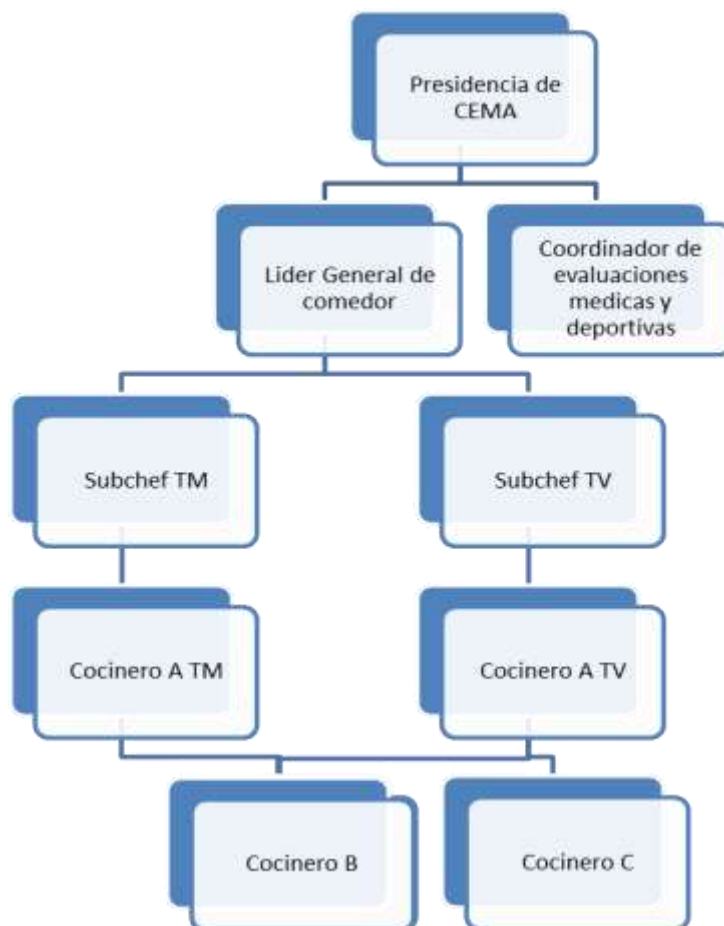 Presidencia de
CEMA
Lider General de
comedor
Coordinador de
evaluaciones
medicas y
deportivas
Subchef TM
Subchef TV
Cocinero A TM
Cocinero A TV
Cocinero B
Cocinero C